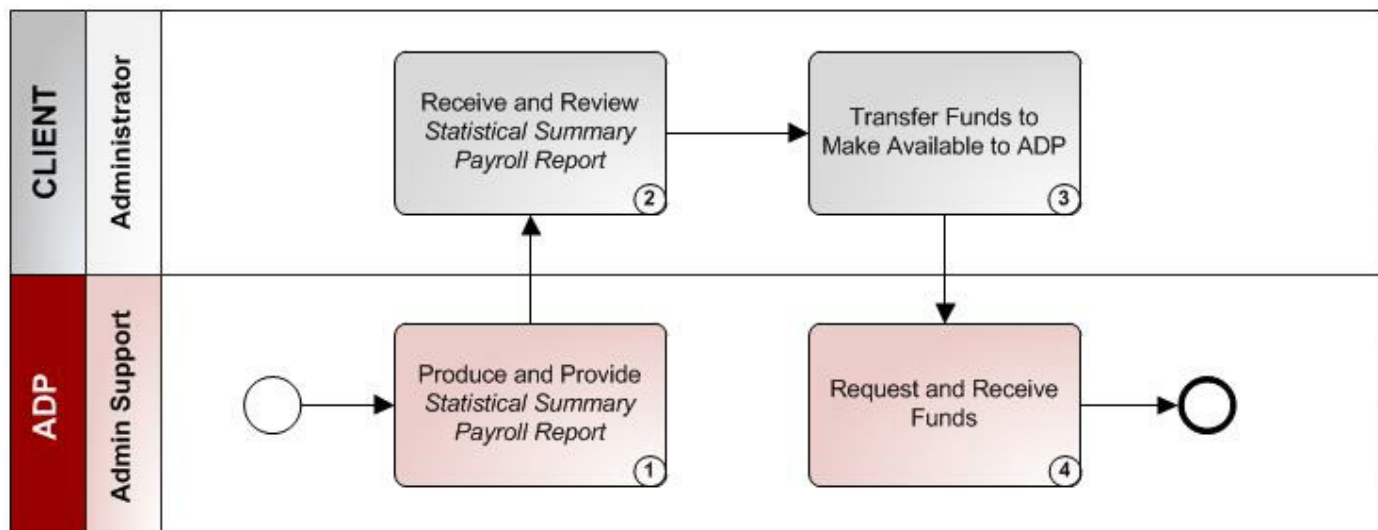 CLIENT
Administrator
Receive and Review
Statistical Summary
Payroll Report
2
Transfer Funds to
Make Available to ADP
3
ADP
Admin Support
Produce and Provide
Statistical Summary
Payroll Report
1
Request and Receive
Funds
4